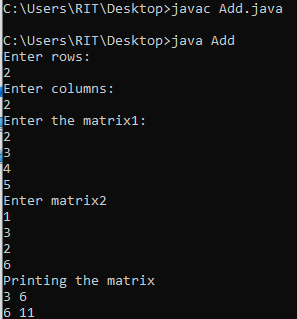 C:\Users\RIT\Desktop>javac Add.java
C:\Users\RIT\Desktop>java Add
Enter rows:
2
Enter columns:
2
Enter the matrix1:
2
3
4
5
Enter matrix2
1
3
2
6
Printing the matrix
3 6
6 11